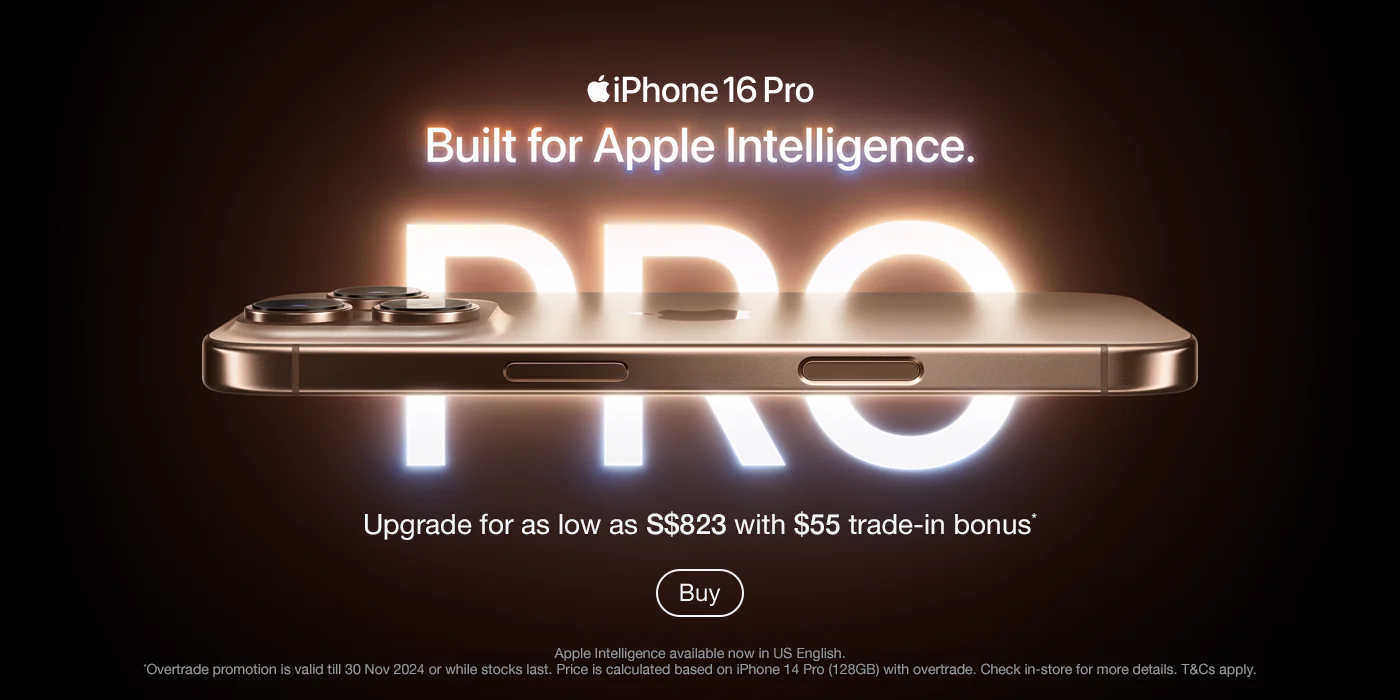 iPhone 16 Pro
Built for Apple Intelligence.
PRO
Upgrade for as low as S$823 with $55 trade-in bonus*
Buy
Apple Intelligence available now in US English.
*Overtrade promotion is valid till 30 Nov 2024 or while stocks last. Price is calculated based on iPhone 14 Pro (128GB) with overtrade. Check in-store for more details. T&Cs apply.